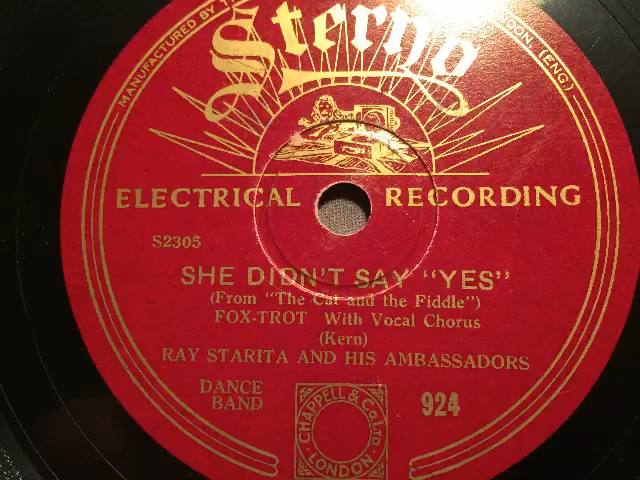 MANUFACTURED BY
LONDON, (ENG.)
Sterno
ELECTRICAL RECORDING
S2305
SHE DIDN'T SAY "YES"
(From "The Cat and the Fiddle")
FOX-TROT With Vocal Chorus
(Kern)
RAY STARITA AND HIS AMBASSADORS
DANCE
BAND
CHAPPELL & CO LTD
LONDON
924